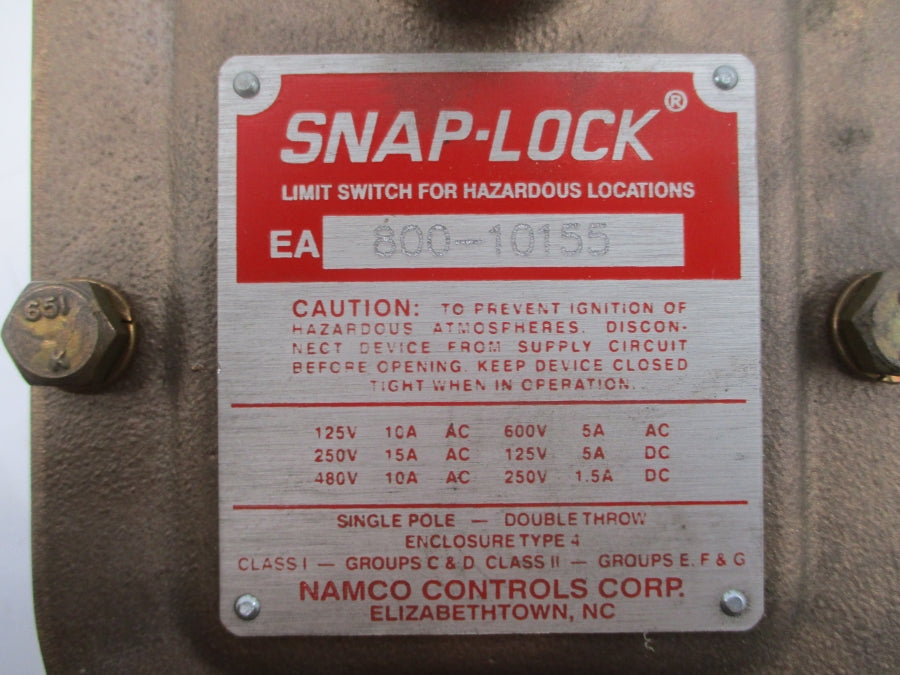 SNAP-LOCK®
LIMIT SWITCH FOR HAZARDOUS LOCATIONS
EA 800-10155
CAUTION: TO PREVENT IGNITION OF
HAZARDOUS ATMOSPHERES. DISCON-
NECT DEVICE FROM SUPPLY CIRCUIT
BEFORE OPENING. KEEP DEVICE CLOSED
TIGHT WHEN IN OPERATION.
125V 10A AC 600V 5A AC
250V 15A AC 125V 5A DC
480V 10A AC 250V 1.5A DC
SINGLE POLE — DOUBLE THROW
ENCLOSURE TYPE 4
CLASS I — GROUPS C & D CLASS II — GROUPS E. F & G
NAMCO CONTROLS CORP.
ELIZABETHTOWN, NC
651
K